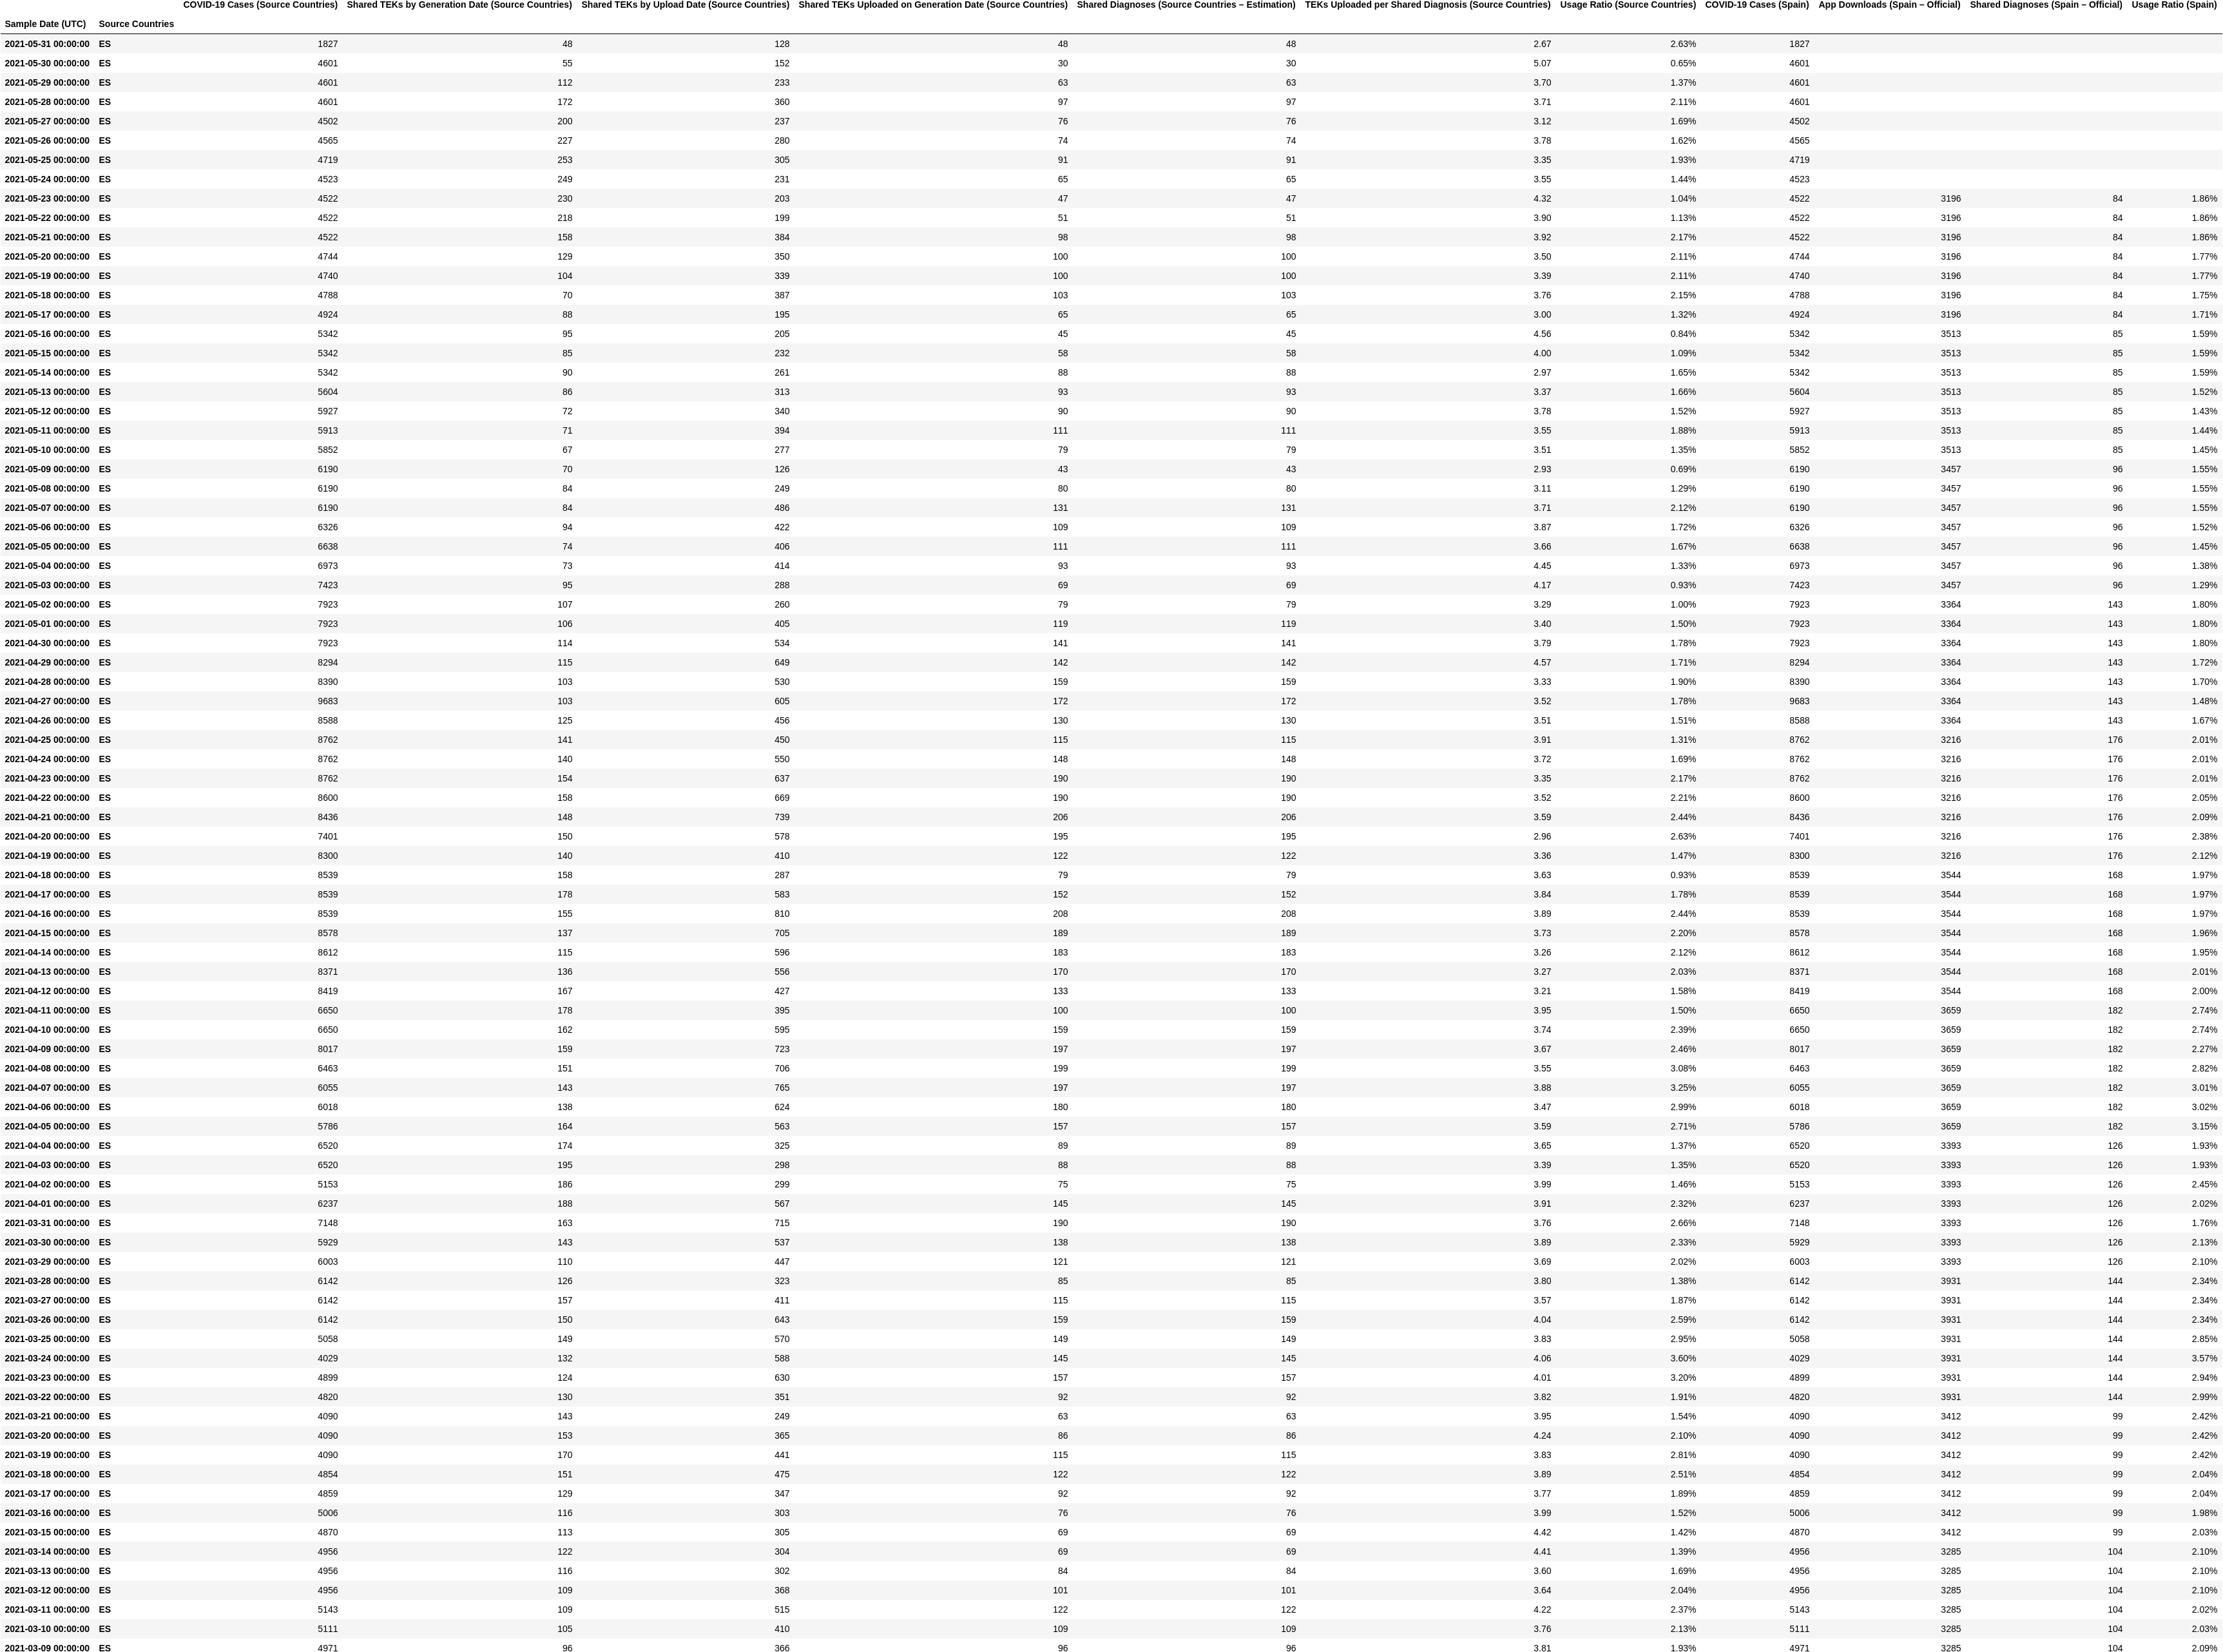 COVID-19 Cases (Source Countries) Shared TEKs by Generation Date (Source Countries) Shared TEKs by Upload Date (Source Countries) Shared TEKs Uploaded on Generation Date (Source Countries) Shared Diagnoses (Source Countries – Estimation) TEKs Uploaded per Shared Diagnosis (Source Countries) Usage Ratio (Source Countries) COVID-19 Cases (Spain) App Downloads (Spain – Official) Shared Diagnoses (Spain – Official) Usage Ratio (Spain)
Sample Date (UTC) Source Countries
2021-05-31 00:00:00 ES 1827 48 128 48 48 2.67 2.63% 1827
2021-05-30 00:00:00 ES 4601 55 152 30 30 5.07 0.65% 4601
2021-05-29 00:00:00 ES 4601 112 233 63 63 3.70 1.37% 4601
2021-05-28 00:00:00 ES 4601 172 360 97 97 3.71 2.11% 4601
2021-05-27 00:00:00 ES 4502 200 237 76 76 3.12 1.69% 4502
2021-05-26 00:00:00 ES 4565 227 280 74 74 3.78 1.62% 4565
2021-05-25 00:00:00 ES 4719 253 305 91 91 3.35 1.93% 4719
2021-05-24 00:00:00 ES 4523 249 231 65 65 3.55 1.44% 4523
2021-05-23 00:00:00 ES 4522 230 203 47 47 4.32 1.04% 4522 3196 84 1.86%
2021-05-22 00:00:00 ES 4522 218 199 51 51 3.90 1.13% 4522 3196 84 1.86%
2021-05-21 00:00:00 ES 4522 158 384 98 98 3.92 2.17% 4522 3196 84 1.86%
2021-05-20 00:00:00 ES 4744 129 350 100 100 3.50 2.11% 4744 3196 84 1.77%
2021-05-19 00:00:00 ES 4740 104 339 100 100 3.39 2.11% 4740 3196 84 1.77%
2021-05-18 00:00:00 ES 4788 70 387 103 103 3.76 2.15% 4788 3196 84 1.75%
2021-05-17 00:00:00 ES 4924 88 195 65 65 3.00 1.32% 4924 3196 84 1.71%
2021-05-16 00:00:00 ES 5342 95 205 45 45 4.56 0.84% 5342 3513 85 1.59%
2021-05-15 00:00:00 ES 5342 85 232 58 58 4.00 1.09% 5342 3513 85 1.59%
2021-05-14 00:00:00 ES 5342 90 261 88 88 2.97 1.65% 5342 3513 85 1.59%
2021-05-13 00:00:00 ES 5604 86 313 93 93 3.37 1.66% 5604 3513 85 1.52%
2021-05-12 00:00:00 ES 5927 72 340 90 90 3.78 1.52% 5927 3513 85 1.43%
2021-05-11 00:00:00 ES 5913 71 394 111 111 3.55 1.88% 5913 3513 85 1.44%
2021-05-10 00:00:00 ES 5852 67 277 79 79 3.51 1.35% 5852 3513 85 1.45%
2021-05-09 00:00:00 ES 6190 70 126 43 43 2.93 0.69% 6190 3457 96 1.55%
2021-05-08 00:00:00 ES 6190 84 249 80 80 3.11 1.29% 6190 3457 96 1.55%
2021-05-07 00:00:00 ES 6190 84 486 131 131 3.71 2.12% 6190 3457 96 1.55%
2021-05-06 00:00:00 ES 6326 94 422 109 109 3.87 1.72% 6326 3457 96 1.52%
2021-05-05 00:00:00 ES 6638 74 406 111 111 3.66 1.67% 6638 3457 96 1.45%
2021-05-04 00:00:00 ES 6973 73 414 93 93 4.45 1.33% 6973 3457 96 1.38%
2021-05-03 00:00:00 ES 7423 95 288 69 69 4.17 0.93% 7423 3457 96 1.29%
2021-05-02 00:00:00 ES 7923 107 260 79 79 3.29 1.00% 7923 3364 143 1.80%
2021-05-01 00:00:00 ES 7923 106 405 119 119 3.40 1.50% 7923 3364 143 1.80%
2021-04-30 00:00:00 ES 7923 114 534 141 141 3.79 1.78% 7923 3364 143 1.80%
2021-04-29 00:00:00 ES 8294 115 649 142 142 4.57 1.71% 8294 3364 143 1.72%
2021-04-28 00:00:00 ES 8390 103 530 159 159 3.33 1.90% 8390 3364 143 1.70%
2021-04-27 00:00:00 ES 9683 103 605 172 172 3.52 1.78% 9683 3364 143 1.48%
2021-04-26 00:00:00 ES 8588 125 456 130 130 3.51 1.51% 8588 3364 143 1.67%
2021-04-25 00:00:00 ES 8762 141 450 115 115 3.91 1.31% 8762 3216 176 2.01%
2021-04-24 00:00:00 ES 8762 140 550 148 148 3.72 1.69% 8762 3216 176 2.01%
2021-04-23 00:00:00 ES 8762 154 637 190 190 3.35 2.17% 8762 3216 176 2.01%
2021-04-22 00:00:00 ES 8600 158 669 190 190 3.52 2.21% 8600 3216 176 2.05%
2021-04-21 00:00:00 ES 8436 148 739 206 206 3.59 2.44% 8436 3216 176 2.09%
2021-04-20 00:00:00 ES 7401 150 578 195 195 2.96 2.63% 7401 3216 176 2.38%
2021-04-19 00:00:00 ES 8300 140 410 122 122 3.36 1.47% 8300 3216 176 2.12%
2021-04-18 00:00:00 ES 8539 158 287 79 79 3.63 0.93% 8539 3544 168 1.97%
2021-04-17 00:00:00 ES 8539 178 583 152 152 3.84 1.78% 8539 3544 168 1.97%
2021-04-16 00:00:00 ES 8539 155 810 208 208 3.89 2.44% 8539 3544 168 1.97%
2021-04-15 00:00:00 ES 8578 137 705 189 189 3.73 2.20% 8578 3544 168 1.96%
2021-04-14 00:00:00 ES 8612 115 596 183 183 3.26 2.12% 8612 3544 168 1.95%
2021-04-13 00:00:00 ES 8371 136 556 170 170 3.27 2.03% 8371 3544 168 2.01%
2021-04-12 00:00:00 ES 8419 167 427 133 133 3.21 1.58% 8419 3544 168 2.00%
2021-04-11 00:00:00 ES 6650 178 395 100 100 3.95 1.50% 6650 3659 182 2.74%
2021-04-10 00:00:00 ES 6650 162 595 159 159 3.74 2.39% 6650 3659 182 2.74%
2021-04-09 00:00:00 ES 8017 159 723 197 197 3.67 2.46% 8017 3659 182 2.27%
2021-04-08 00:00:00 ES 6463 151 706 199 199 3.55 3.08% 6463 3659 182 2.82%
2021-04-07 00:00:00 ES 6055 143 765 197 197 3.88 3.25% 6055 3659 182 3.01%
2021-04-06 00:00:00 ES 6018 138 624 180 180 3.47 2.99% 6018 3659 182 3.02%
2021-04-05 00:00:00 ES 5786 164 563 157 157 3.59 2.71% 5786 3659 182 3.15%
2021-04-04 00:00:00 ES 6520 174 325 89 89 3.65 1.37% 6520 3393 126 1.93%
2021-04-03 00:00:00 ES 6520 195 298 88 88 3.39 1.35% 6520 3393 126 1.93%
2021-04-02 00:00:00 ES 5153 186 299 75 75 3.99 1.46% 5153 3393 126 2.45%
2021-04-01 00:00:00 ES 6237 188 567 145 145 3.91 2.32% 6237 3393 126 2.02%
2021-03-31 00:00:00 ES 7148 163 715 190 190 3.76 2.66% 7148 3393 126 1.76%
2021-03-30 00:00:00 ES 5929 143 537 138 138 3.89 2.33% 5929 3393 126 2.13%
2021-03-29 00:00:00 ES 6003 110 447 121 121 3.69 2.02% 6003 3393 126 2.10%
2021-03-28 00:00:00 ES 6142 126 323 85 85 3.80 1.38% 6142 3931 144 2.34%
2021-03-27 00:00:00 ES 6142 157 411 115 115 3.57 1.87% 6142 3931 144 2.34%
2021-03-26 00:00:00 ES 6142 150 643 159 159 4.04 2.59% 6142 3931 144 2.34%
2021-03-25 00:00:00 ES 5058 149 570 149 149 3.83 2.95% 5058 3931 144 2.85%
2021-03-24 00:00:00 ES 4029 132 588 145 145 4.06 3.60% 4029 3931 144 3.57%
2021-03-23 00:00:00 ES 4899 124 630 157 157 4.01 3.20% 4899 3931 144 2.94%
2021-03-22 00:00:00 ES 4820 130 351 92 92 3.82 1.91% 4820 3931 144 2.99%
2021-03-21 00:00:00 ES 4090 143 249 63 63 3.95 1.54% 4090 3412 99 2.42%
2021-03-20 00:00:00 ES 4090 153 365 86 86 4.24 2.10% 4090 3412 99 2.42%
2021-03-19 00:00:00 ES 4090 170 441 115 115 3.83 2.81% 4090 3412 99 2.42%
2021-03-18 00:00:00 ES 4854 151 475 122 122 3.89 2.51% 4854 3412 99 2.04%
2021-03-17 00:00:00 ES 4859 129 347 92 92 3.77 1.89% 4859 3412 99 2.04%
2021-03-16 00:00:00 ES 5006 116 303 76 76 3.99 1.52% 5006 3412 99 1.98%
2021-03-15 00:00:00 ES 4870 113 305 69 69 4.42 1.42% 4870 3412 99 2.03%
2021-03-14 00:00:00 ES 4956 122 304 69 69 4.41 1.39% 4956 3285 104 2.10%
2021-03-13 00:00:00 ES 4956 116 302 84 84 3.60 1.69% 4956 3285 104 2.10%
2021-03-12 00:00:00 ES 4956 109 368 101 101 3.64 2.04% 4956 3285 104 2.10%
2021-03-11 00:00:00 ES 5143 109 515 122 122 4.22 2.37% 5143 3285 104 2.02%
2021-03-10 00:00:00 ES 5111 105 410 109 109 3.76 2.13% 5111 3285 104 2.03%
2021-03-09 00:00:00 ES 4971 96 366 96 96 3.81 1.93% 4971 3285 104 2.09%